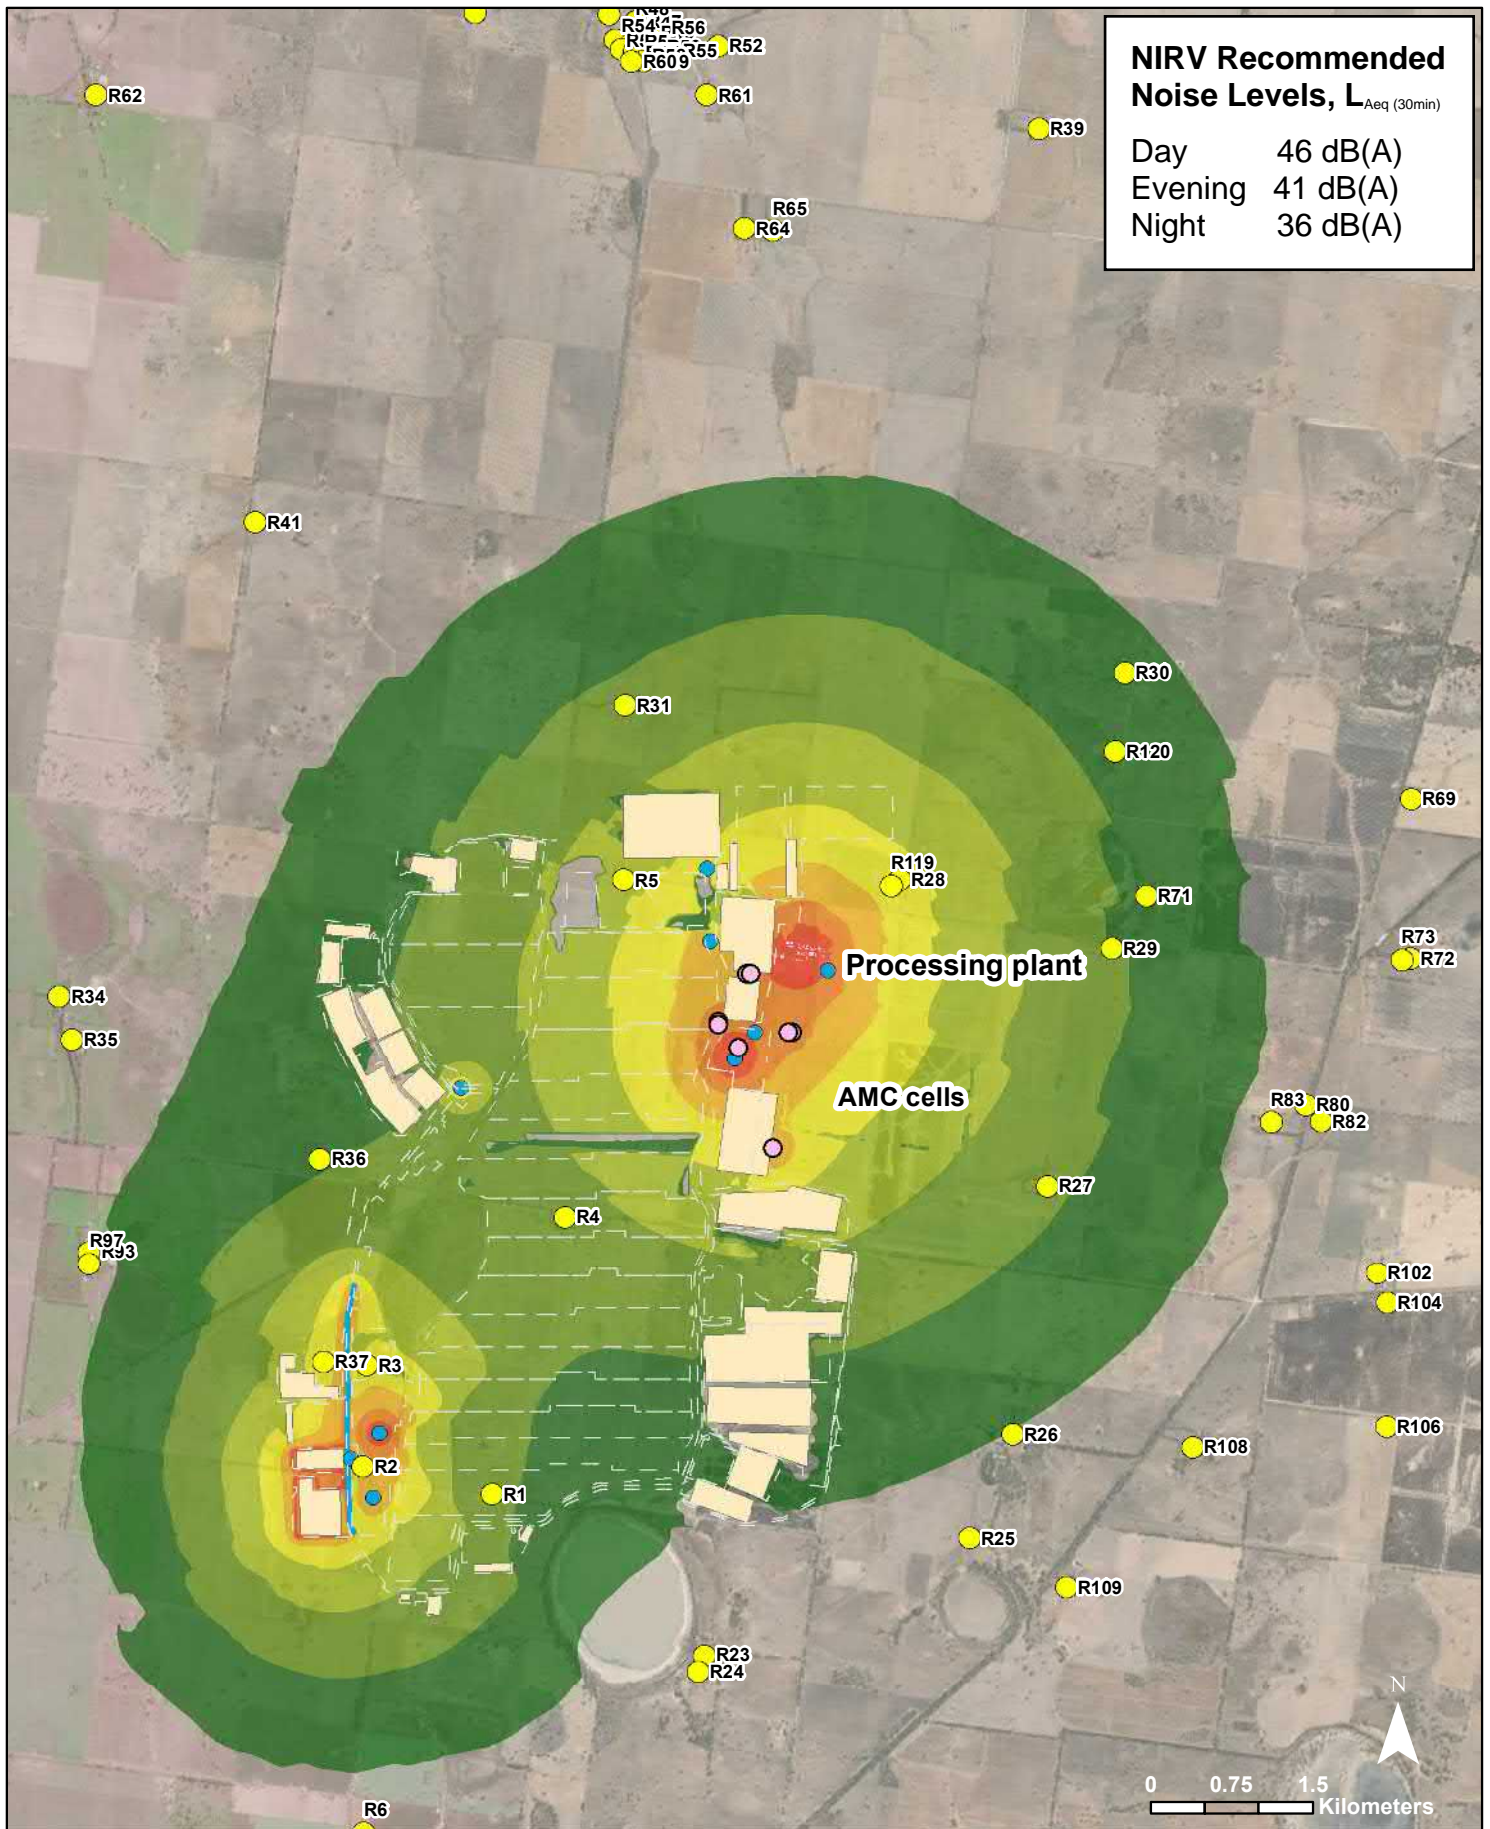 NIRV Recommended
Noise Levels, LAeq (30min)
Day 46 dB(A)
Evening 41 dB(A)
Night 36 dB(A)
R54
R56
R55
R52
R609
R62
R61
R39
R65
R64
R41
R30
R31
R120
R69
R119
R28
R5
R71
R29
R73
R72
Processing plant
R34
R35
AMC cells
R83
R80
R82
R36
R27
R4
R97
R93
R102
R104
R37
R3
R26
R106
R108
R2
R1
R25
R109
R23
R24
R6
N
0 0.75 1.5
Kilometers